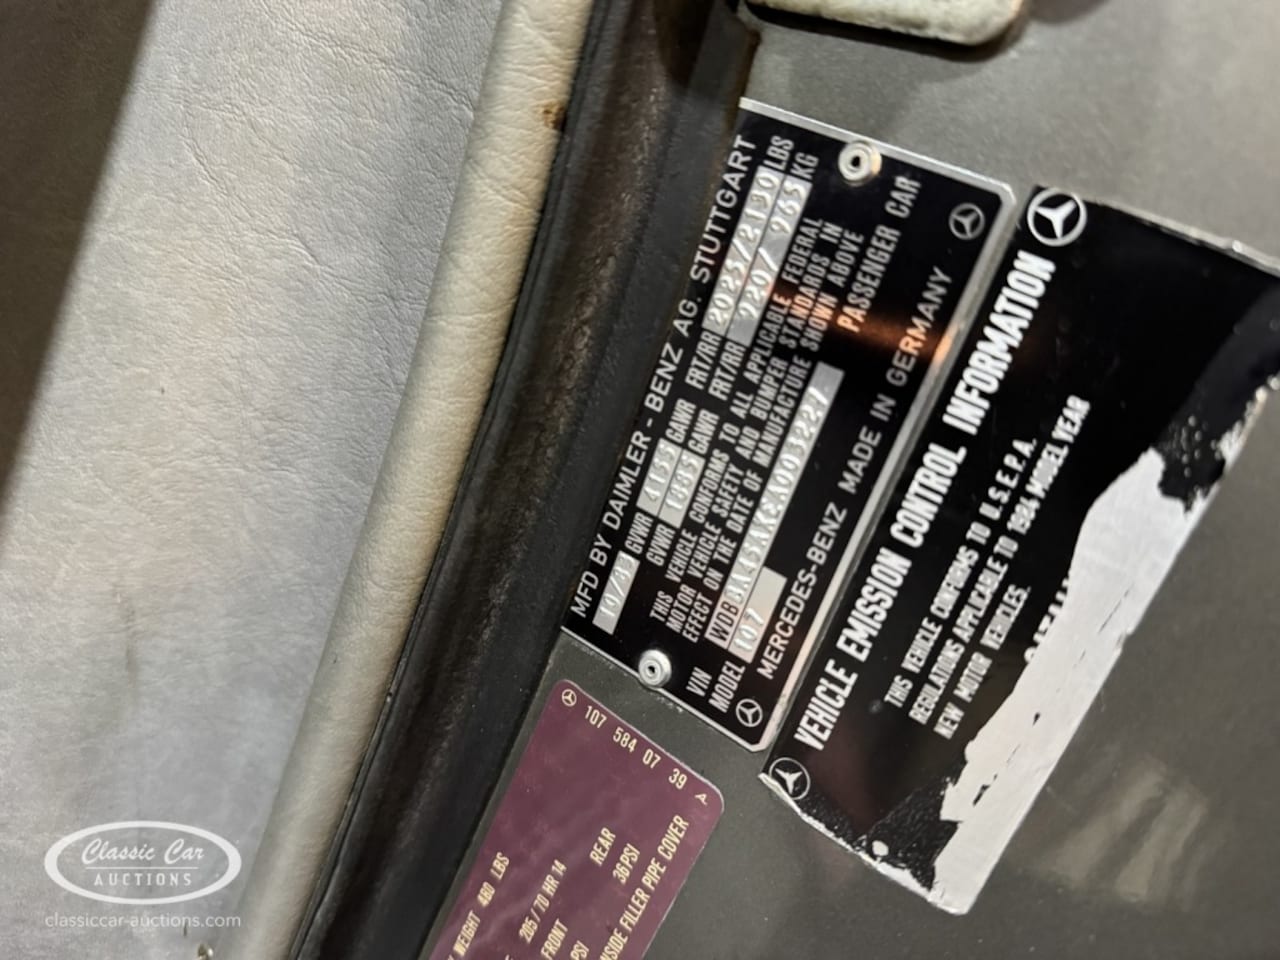 MFD BY DAIMLER-BENZ AG. STUTTGART
10/83 GVWR 4155 GAWR FRT/RR 2025/2130 LBS
GVWR 1885 GAWR FRT/RR 920/ 965 KG
THIS VEHICLE CONFORMS TO ALL APPLICABLE FEDERAL
MOTOR VEHICLE SAFETY AND BUMPER STANDARDS IN
EFFECT ON THE DATE OF MANUFACTURE SHOWN ABOVE
VIN WDBBA45A
MODEL 107 PASSENGER CAR
MERCEDES-BENZ MADE IN GERMANY
VEHICLE EMISSION CONTROL INFORMATION
THIS VEHICLE CONFORMS TO U.S.E.P.A.
REGULATIONS APPLICABLE TO 1984 MODEL YEAR
NEW MOTOR VEHICLES.
107 584 07 39 A
WEIGHT 480 LBS
205/70 HR 14
FRONT REAR
PSI 36 PSI
INSIDE FILLER PIPE COVER
Classic Car
AUCTIONS
classiccar-auctions.com